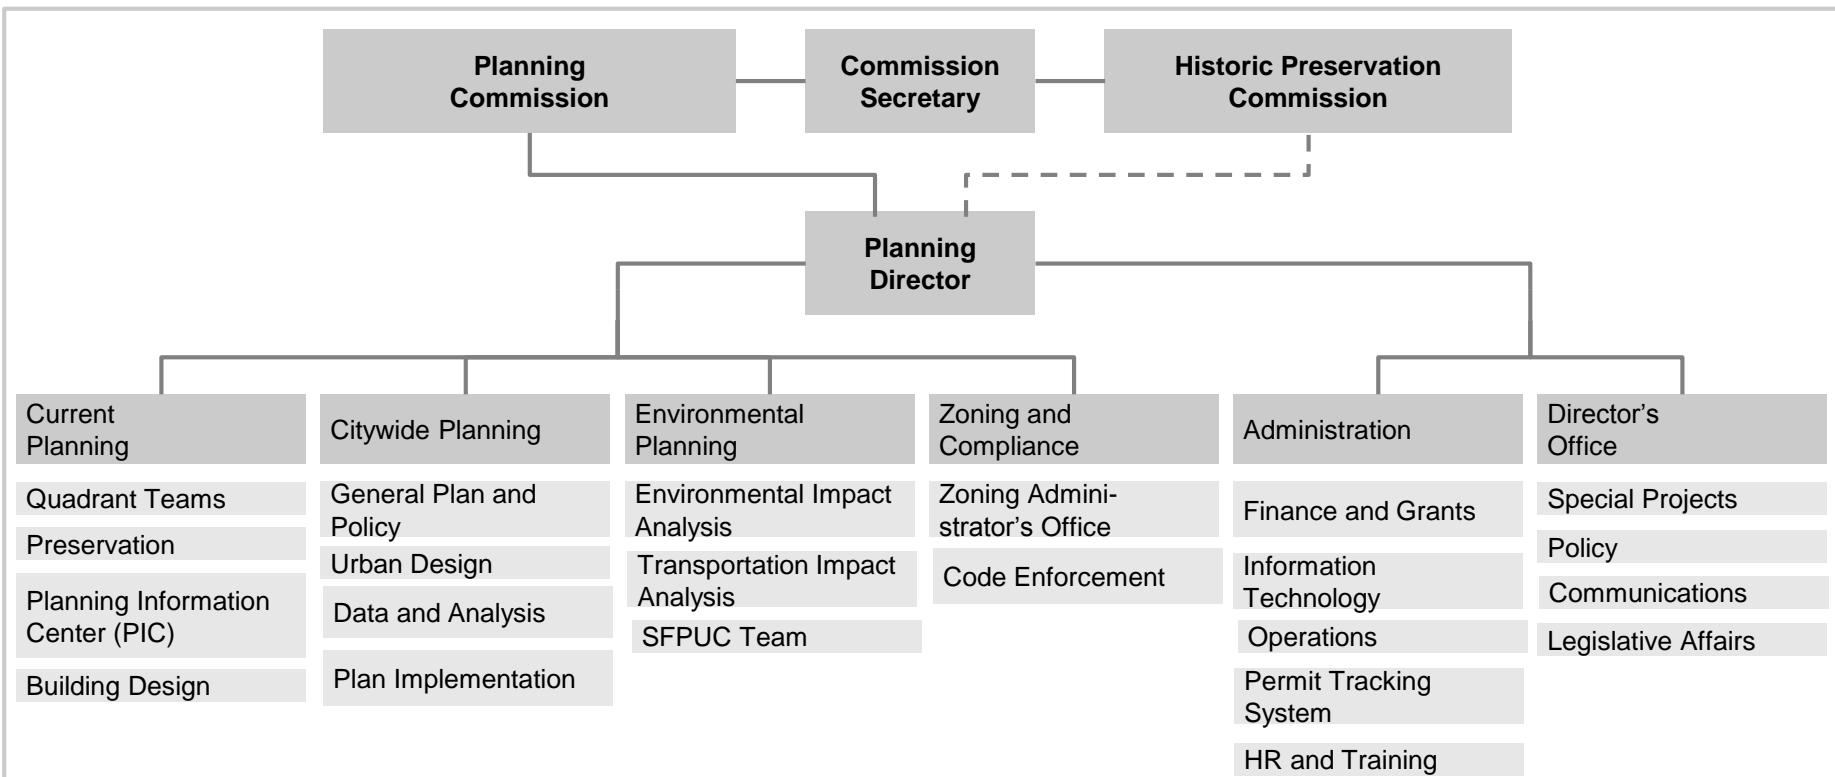 Planning
Commission
Commission
Secretary
Historic Preservation
Commission
Planning
Director
Current
Planning
Quadrant Teams
Preservation
Planning Information
Center (PIC)
Building Design
Citywide Planning
General Plan and
Policy
Urban Design
Data and Analysis
Plan Implementation
Environmental
Planning
Environmental Impact
Analysis
Transportation Impact
Analysis
SFPUC Team
Zoning and
Compliance
Zoning Admini-
strator’s Office
Code Enforcement
Administration
Finance and Grants
Information
Technology
Operations
Permit Tracking
System
HR and Training
Director’s
Office
Special Projects
Policy
Communications
Legislative Affairs